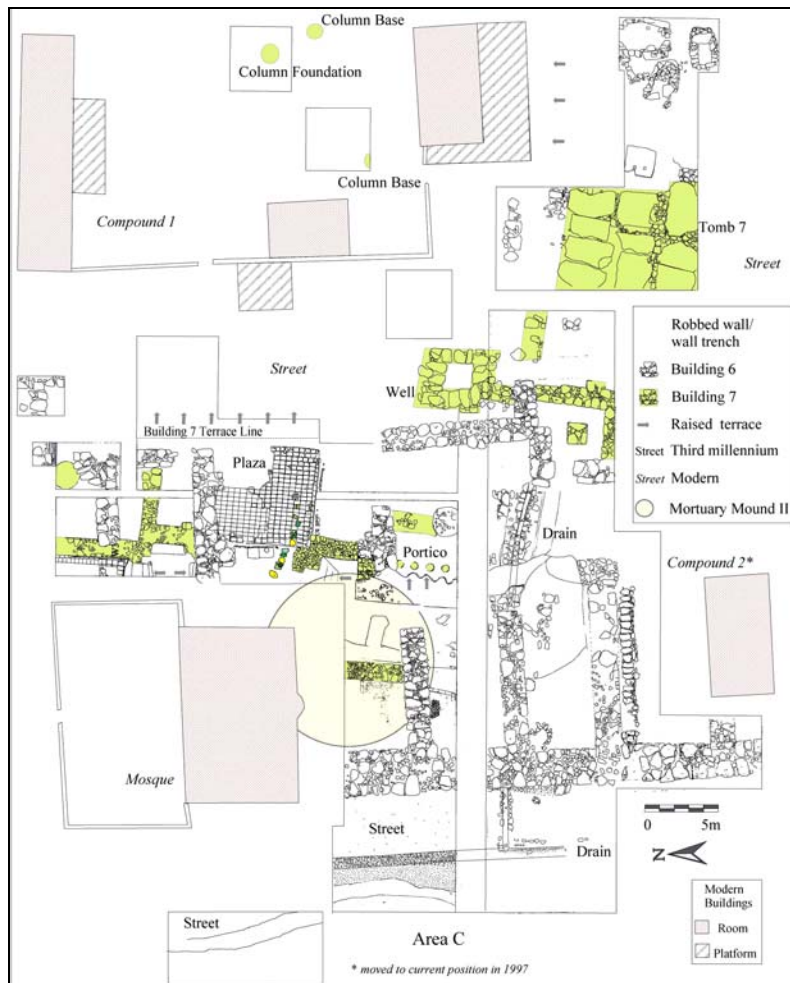 Column Base
Column Foundation
Column Base
Compound 1
Tomb 7
Street
Robbed wall/
wall trench
Building 6
Building 7
Raised terrace
Street Third millennium
Street Modern
Mortuary Mound II
Street
Well
Building 7 Terrace Line
Plaza
Portico
Drain
Compound 2*
Mosque
Street
0 5m
N
Drain
Modern
Buildings
Room
Platform
Street
Area C
* moved to current position in 1997